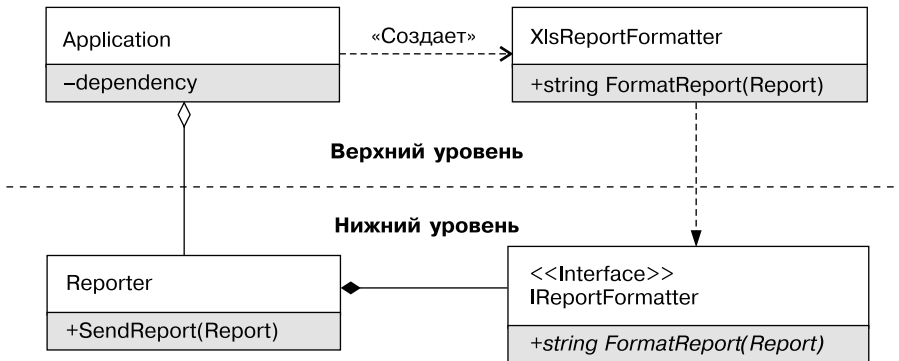 Application
–dependency
«Создает»
XlsReportFormatter
+string FormatReport(Report)
Верхний уровень
Нижний уровень
Reporter
+SendReport(Report)
<<Interface>>
IReportFormatter
+string FormatReport(Report)